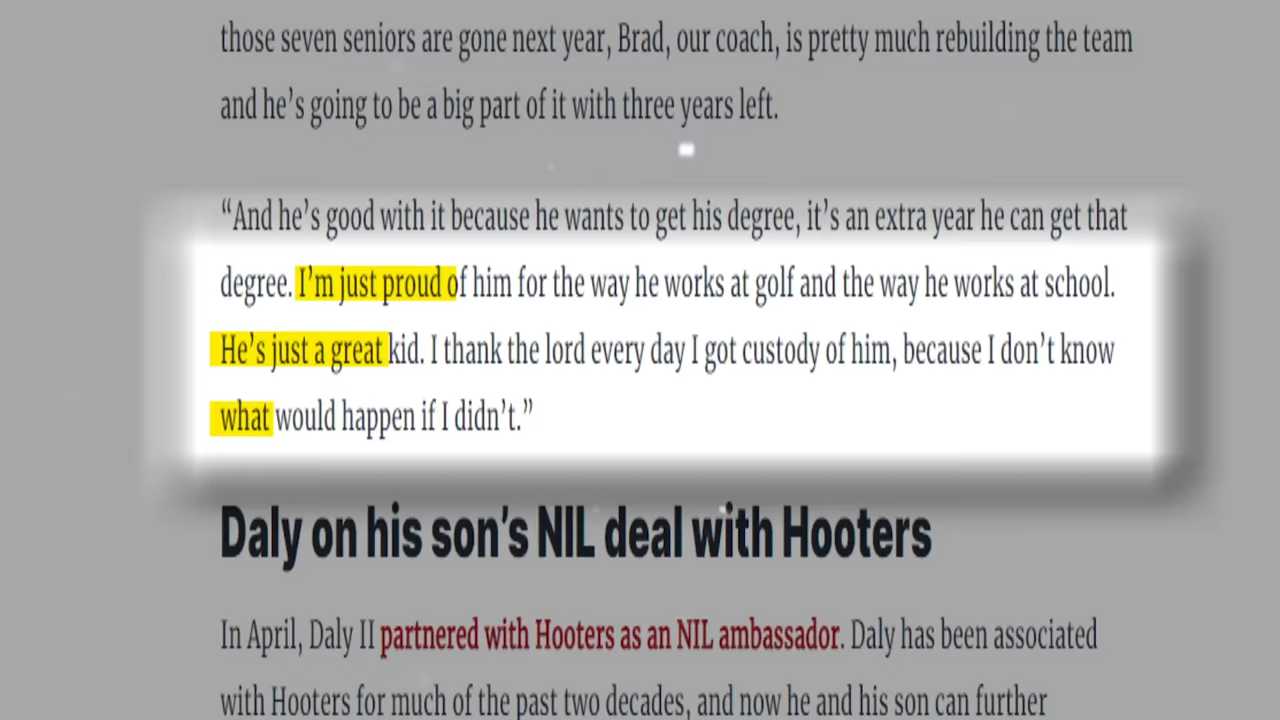 those seven seniors are gone next year, Brad, our coach, is pretty much rebuilding the team
and he’s going to be a big part of it with three years left.
“And he’s good with it because he wants to get his degree, it’s an extra year he can get that
degree. I’m just proud of him for the way he works at golf and the way he works at school.
He’s just a great kid. I thank the lord every day I got custody of him, because I don’t know
what would happen if I didn’t.”
Daly on his son’s NIL deal with Hooters
In April, Daly II partnered with Hooters as an NIL ambassador. Daly has been associated
with Hooters for much of the past two decades, and now he and his son can further